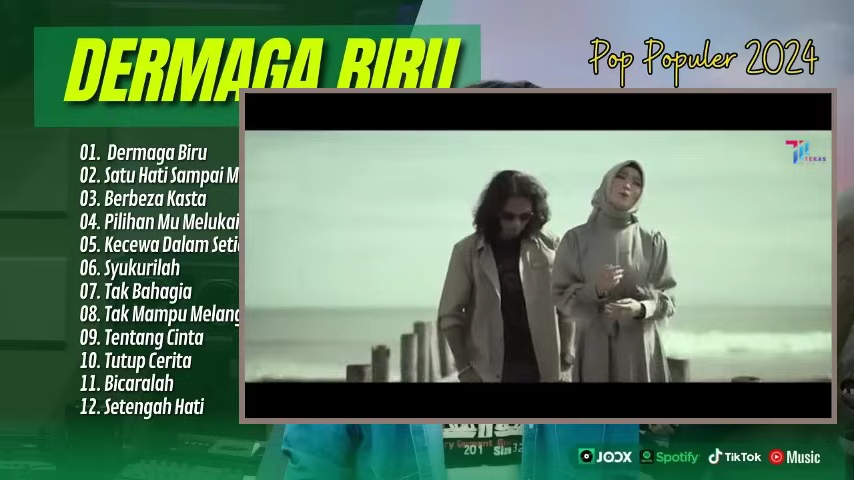 DERMAGA BIRU
Pop Populer 2024
01. Dermaga Biru
02. Satu Hati Sampai M
03. Berbeza Kasta
04. Pilihan Mu Melukai
05. Kecewa Dalam Seti
06. Syukurilah
07. Tak Bahagia
08. Tak Mampu Melang
09. Tentang Cinta
10. Tutup Cerita
11. Bicaralah
12. Setengah Hati
TEKAS
201 Sin
JOOX Spotify TikTok Music